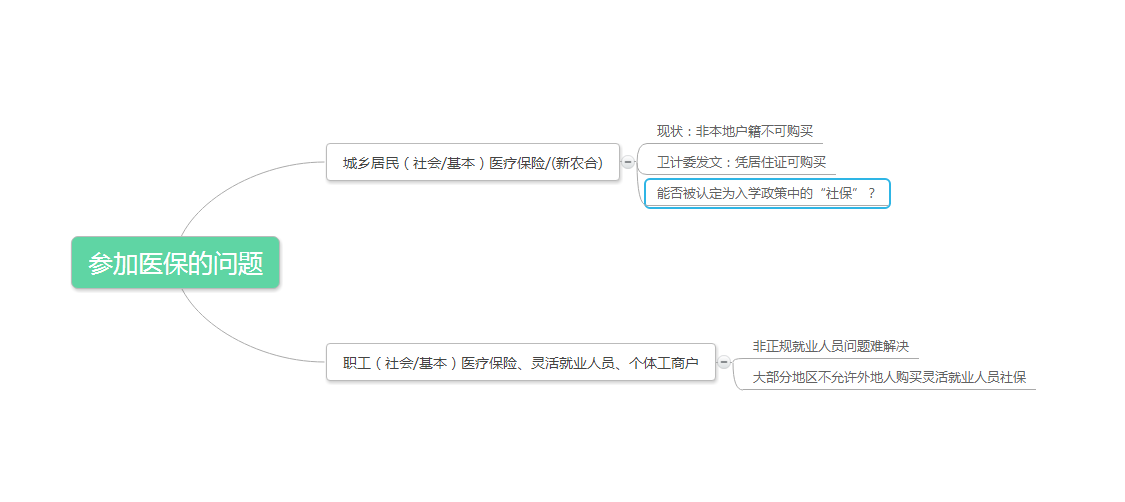 参加医保的问题
城乡居民（社会/基本）医疗保险/(新农合)
现状：非本地户籍不可购买
卫计委发文：凭居住证可购买
能否被认定为入学政策中的“社保”？
职工（社会/基本）医疗保险、灵活就业人员、个体工商户
非正规就业人员问题难解决
大部分地区不允许外地人购买灵活就业人员社保